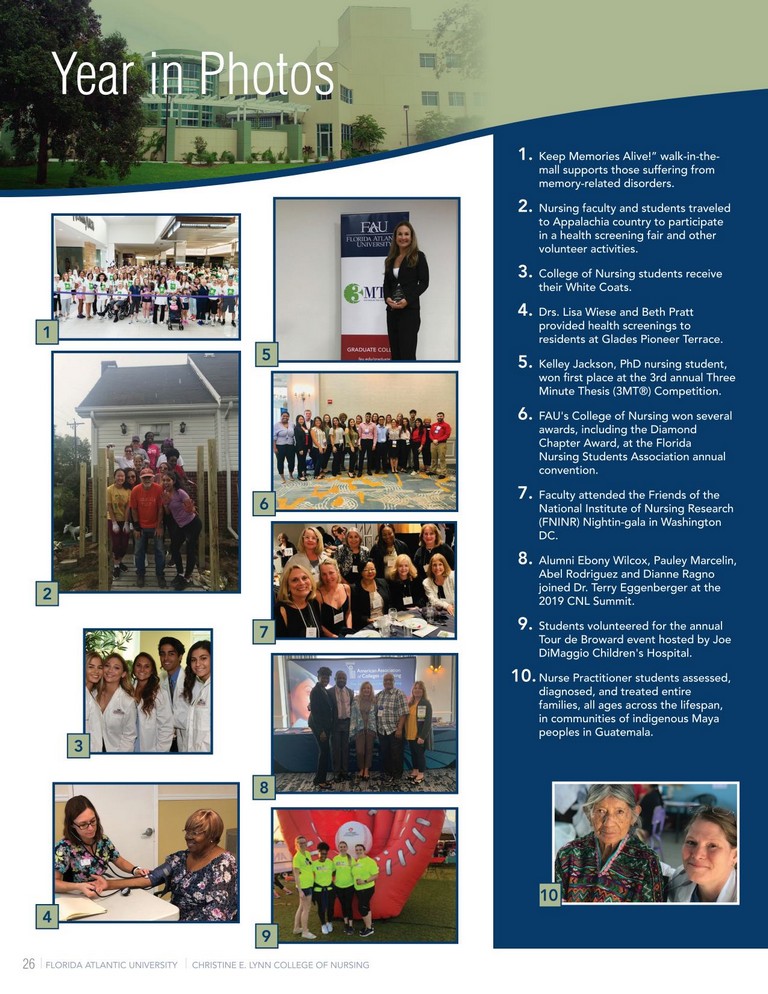 Year in Photos
1
2
3
4
FAU
FLORIDA ATLANTIC
UNIVERSITY
3MT
GRADUATE COLL
5
6
7
American Association
of Colleges of Nursing
8
9
1. Keep Memories Alive!” walk-in-the-
mall supports those suffering from
memory-related disorders.
2. Nursing faculty and students traveled
to Appalachia country to participate
in a health screening fair and other
volunteer activities.
3. College of Nursing students receive
their White Coats.
4. Drs. Lisa Wiese and Beth Pratt
provided health screenings to
residents at Glades Pioneer Terrace.
5. Kelley Jackson, PhD nursing student,
won first place at the 3rd annual Three
Minute Thesis (3MT®) Competition.
6. FAU's College of Nursing won several
awards, including the Diamond
Chapter Award, at the Florida
Nursing Students Association annual
convention.
7. Faculty attended the Friends of the
National Institute of Nursing Research
(FNINR) Nightin-gala in Washington
DC.
8. Alumni Ebony Wilcox, Pauley Marcelin,
Abel Rodriguez and Dianne Ragno
joined Dr. Terry Eggenberger at the
2019 CNL Summit.
9. Students volunteered for the annual
Tour de Broward event hosted by Joe
DiMaggio Children's Hospital.
10. Nurse Practitioner students assessed,
diagnosed, and treated entire
families, all ages across the lifespan,
in communities of indigenous Maya
peoples in Guatemala.
10
26 | FLORIDA ATLANTIC UNIVERSITY | CHRISTINE E. LYNN COLLEGE OF NURSING